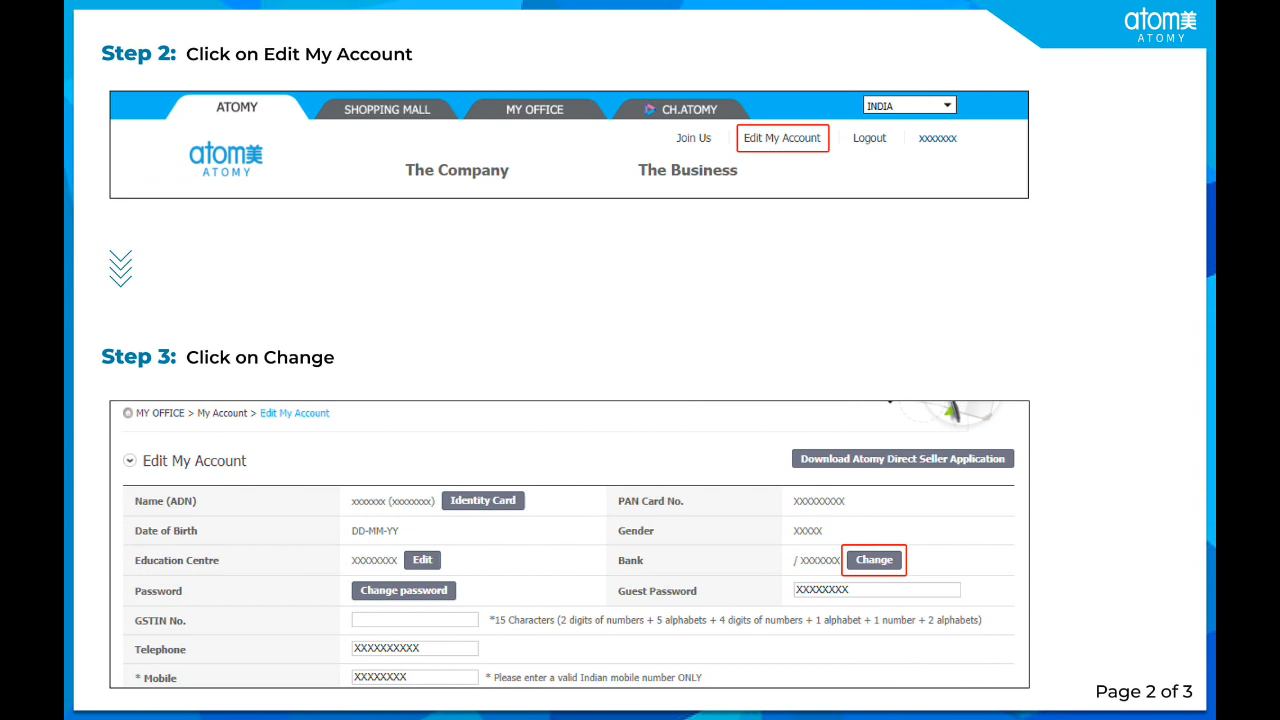 atom美
ATOMY
Step 2: Click on Edit My Account
ATOMY SHOPPING MALL MY OFFICE CH.ATOMY INDIA
Join Us Edit My Account Logout xxxxxxx
atom美
ATOMY
The Company The Business
Step 3: Click on Change
MY OFFICE > My Account > Edit My Account
Edit My Account Download Atomy Direct Seller Application
Name (ADN) xxxxxxx (xxxxxxxx) Identity Card PAN Card No. XXXXXXXXX
Date of Birth DD-MM-YY Gender XXXXX
Education Centre XXXXXXXX Edit Bank / XXXXXXX Change
Password Change password Guest Password XXXXXXXX
GSTIN No. *15 Characters (2 digits of numbers + 5 alphabets + 4 digits of numbers + 1 alphabet + 1 number + 2 alphabets)
Telephone XXXXXXXXXX
* Mobile XXXXXXXX * Please enter a valid Indian mobile number ONLY
Page 2 of 3